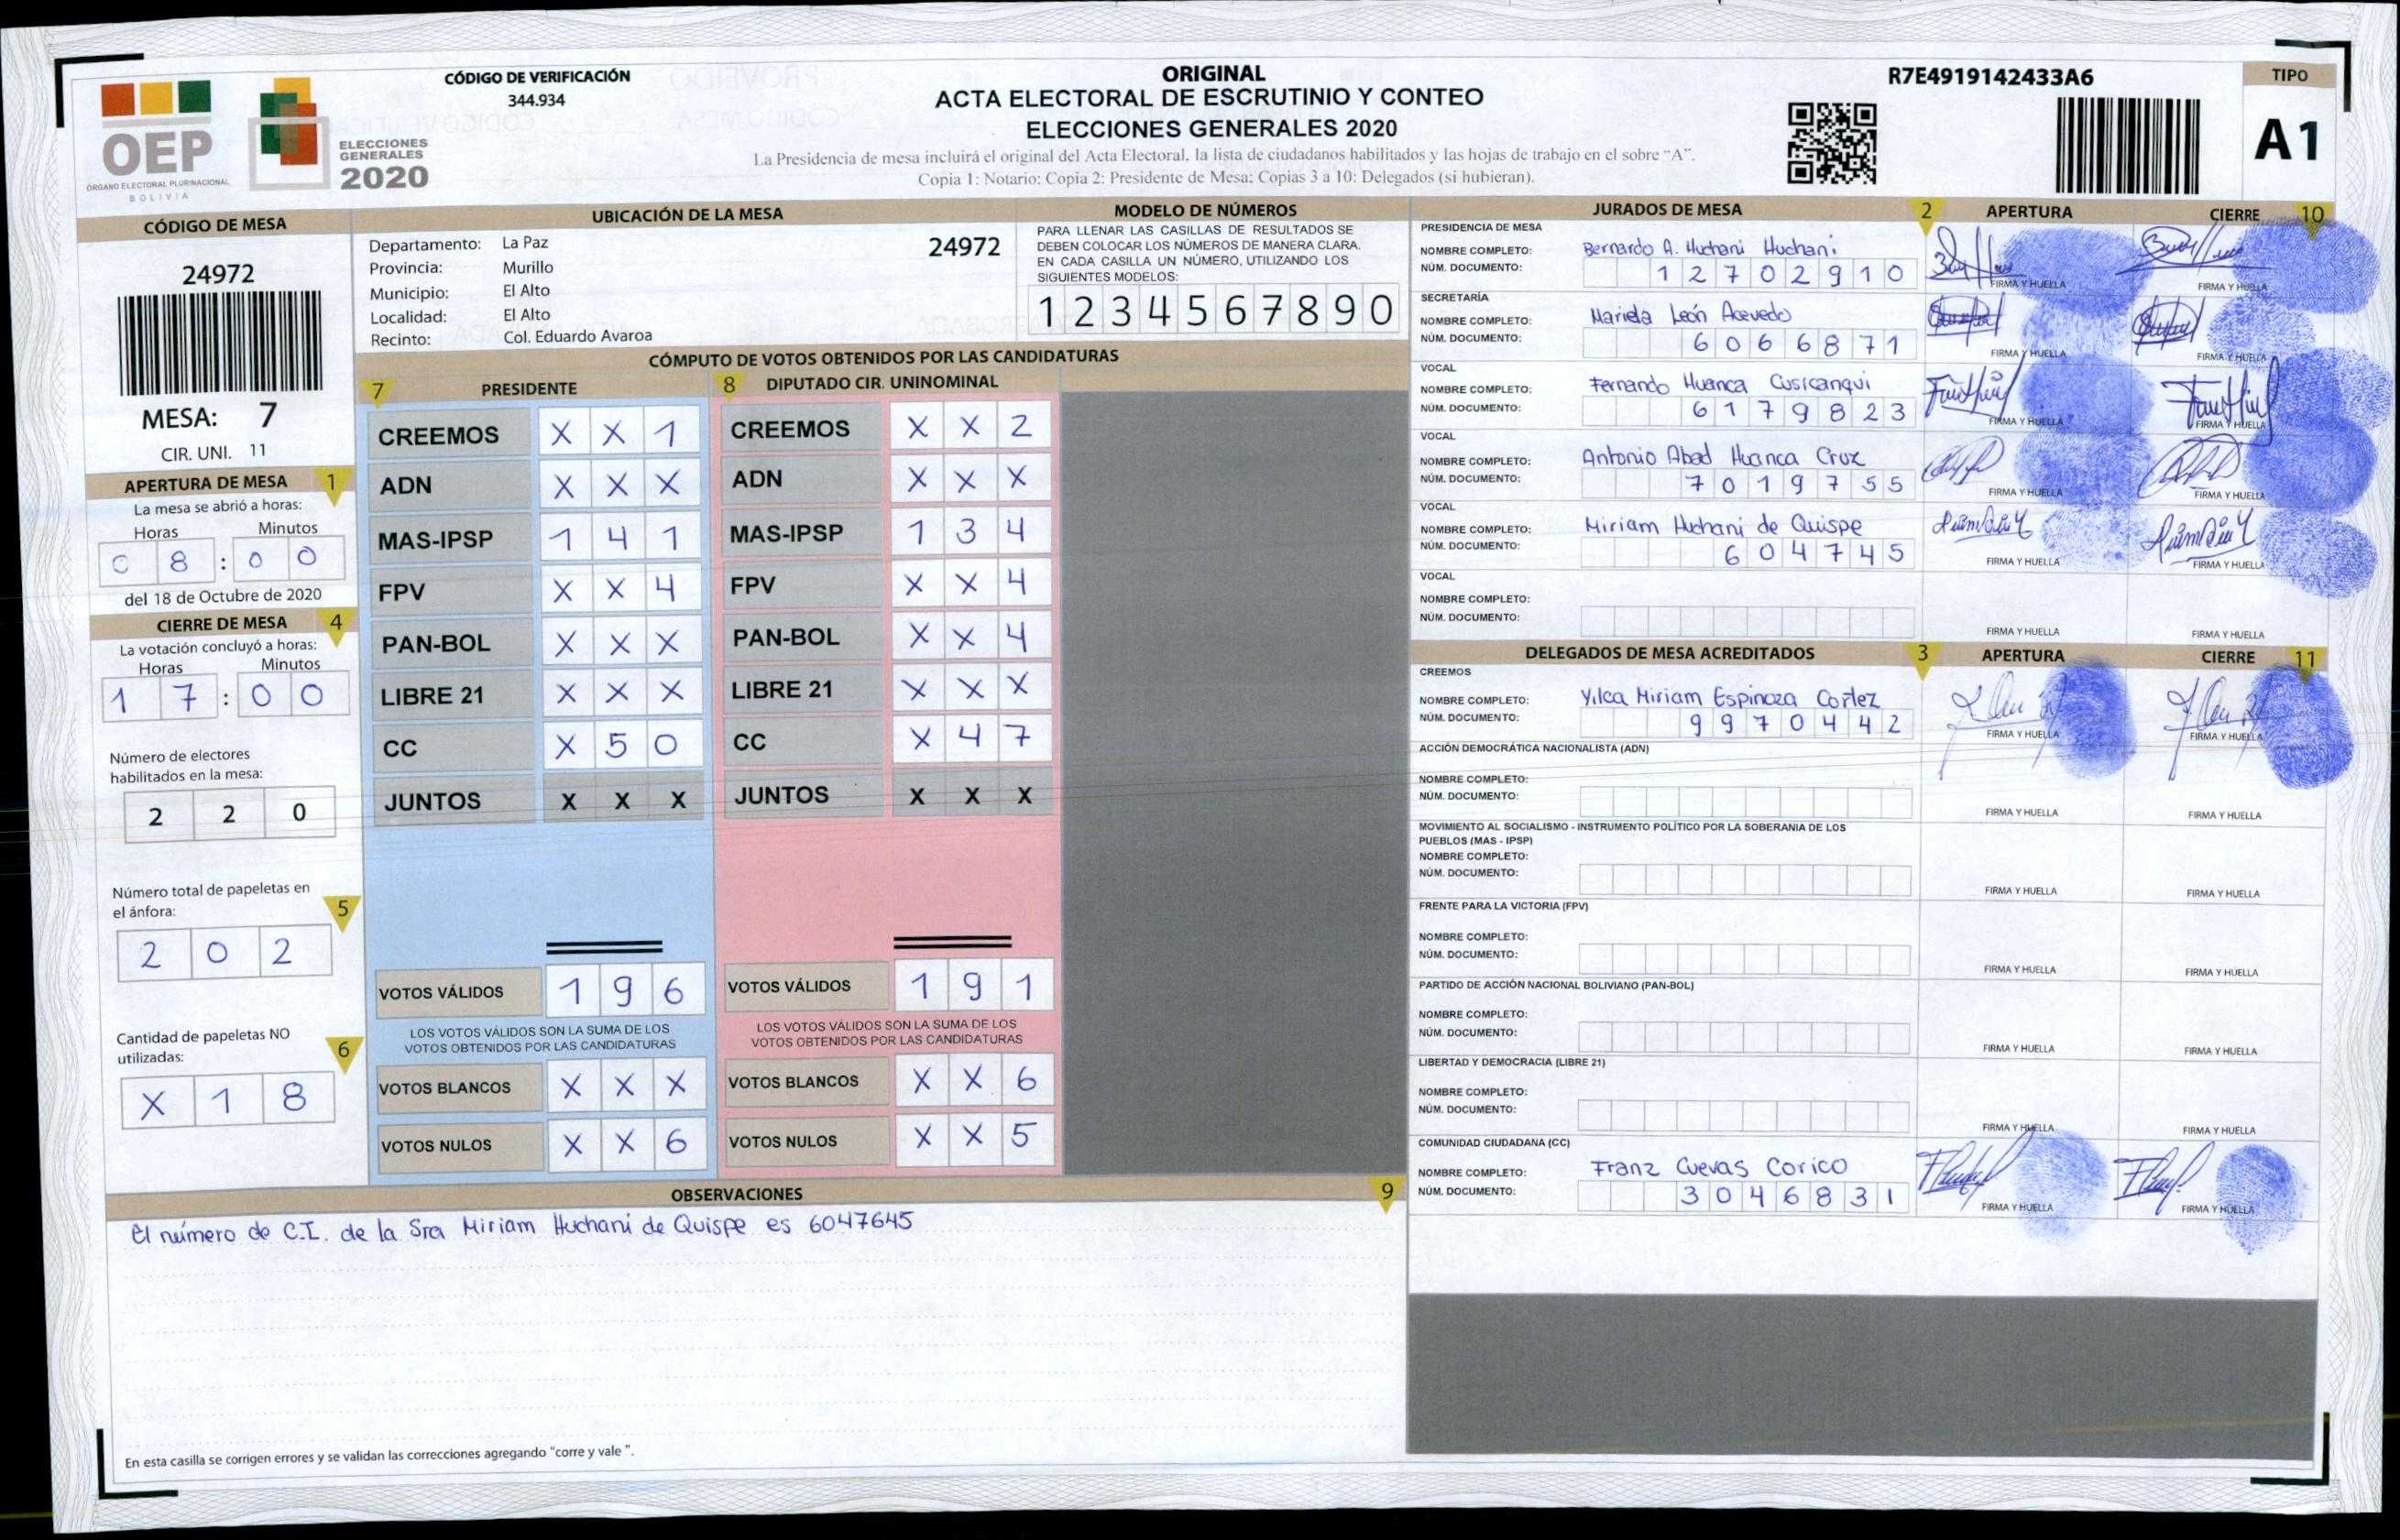 OEP
ÓRGANO ELECTORAL PLURINACIONAL
BOLIVIA
ELECCIONES
GENERALES
2020
CÓDIGO DE VERIFICACIÓN
344.934
ORIGINAL
ACTA ELECTORAL DE ESCRUTINIO Y CONTEO
ELECCIONES GENERALES 2020
La Presidencia de mesa incluirá el original del Acta Electoral, la lista de ciudadanos habilitados y las hojas de trabajo en el sobre "A".
Copia 1: Notario; Copia 2: Presidente de Mesa; Copias 3 a 10: Delegados (si hubieran).
R7E4919142433A6
TIPO
A1
CÓDIGO DE MESA
24972
MESA: 7
CIR. UNI. 11
APERTURA DE MESA 1
La mesa se abrió a horas:
Horas Minutos
0 8 : 0 0
del 18 de Octubre de 2020
CIERRE DE MESA 4
La votación concluyó a horas:
Horas Minutos
1 7 : 0 0
Número de electores
habilitados en la mesa:
2 2 0
Número total de papeletas en
el ánfora: 5
2 0 2
Cantidad de papeletas NO
utilizadas: 6
X 1 8
UBICACIÓN DE LA MESA
Departamento: La Paz 24972
Provincia: Murillo
Municipio: El Alto
Localidad: El Alto
Recinto: Col. Eduardo Avaroa
MODELO DE NÚMEROS
PARA LLENAR LAS CASILLAS DE RESULTADOS SE
DEBEN COLOCAR LOS NÚMEROS DE MANERA CLARA.
EN CADA CASILLA UN NÚMERO, UTILIZANDO LOS
SIGUIENTES MODELOS:
1 2 3 4 5 6 7 8 9 0
CÓMPUTO DE VOTOS OBTENIDOS POR LAS CANDIDATURAS
7 PRESIDENTE 8 DIPUTADO CIR. UNINOMINAL
CREEMOS X X 1 CREEMOS X X 2
ADN X X X ADN X X X
MAS-IPSP 1 4 1 MAS-IPSP 1 3 4
FPV X X 4 FPV X X 4
PAN-BOL X X X PAN-BOL X X 4
LIBRE 21 X X X LIBRE 21 X X X
CC X 5 0 CC X 4 7
JUNTOS X X X JUNTOS X X X
VOTOS VÁLIDOS 1 9 6 VOTOS VÁLIDOS 1 9 1
LOS VOTOS VÁLIDOS SON LA SUMA DE LOS LOS VOTOS VÁLIDOS SON LA SUMA DE LOS
VOTOS OBTENIDOS POR LAS CANDIDATURAS VOTOS OBTENIDOS POR LAS CANDIDATURAS
VOTOS BLANCOS X X X VOTOS BLANCOS X X 6
VOTOS NULOS X X 6 VOTOS NULOS X X 5
OBSERVACIONES 9
El número de C.I. de la Sra Miriam Huchani de Quispe es 6047645
En esta casilla se corrigen errores y se validan las correcciones agregando "corre y vale ".
JURADOS DE MESA 2 APERTURA CIERRE 10
PRESIDENCIA DE MESA
NOMBRE COMPLETO: Bernardo A. Huchani Huchani
NÚM. DOCUMENTO: 1 2 7 0 2 9 1 0
FIRMA Y HUELLA FIRMA Y HUELLA
SECRETARÍA
NOMBRE COMPLETO: Mariela León Acevedo
NÚM. DOCUMENTO: 6 0 6 6 8 7 1
FIRMA Y HUELLA FIRMA Y HUELLA
VOCAL
NOMBRE COMPLETO: Fernando Huanca Cusicanqui
NÚM. DOCUMENTO: 6 1 7 9 8 2 3
FIRMA Y HUELLA FIRMA Y HUELLA
VOCAL
NOMBRE COMPLETO: Antonio Abad Huanca Cruz
NÚM. DOCUMENTO: 7 0 1 9 7 5 5
FIRMA Y HUELLA FIRMA Y HUELLA
VOCAL
NOMBRE COMPLETO: Miriam Huchani de Quispe
NÚM. DOCUMENTO: 6 0 4 7 4 5
FIRMA Y HUELLA FIRMA Y HUELLA
VOCAL
NOMBRE COMPLETO:
NÚM. DOCUMENTO:
FIRMA Y HUELLA FIRMA Y HUELLA
DELEGADOS DE MESA ACREDITADOS 3 APERTURA CIERRE 11
CREEMOS
NOMBRE COMPLETO: Yilca Miriam Espinoza Cortez
NÚM. DOCUMENTO: 9 9 7 0 4 4 2
FIRMA Y HUELLA FIRMA Y HUELLA
ACCIÓN DEMOCRÁTICA NACIONALISTA (ADN)
NOMBRE COMPLETO:
NÚM. DOCUMENTO:
FIRMA Y HUELLA FIRMA Y HUELLA
MOVIMIENTO AL SOCIALISMO - INSTRUMENTO POLÍTICO POR LA SOBERANIA DE LOS
PUEBLOS (MAS - IPSP)
NOMBRE COMPLETO:
NÚM. DOCUMENTO:
FIRMA Y HUELLA FIRMA Y HUELLA
FRENTE PARA LA VICTORIA (FPV)
NOMBRE COMPLETO:
NÚM. DOCUMENTO:
FIRMA Y HUELLA FIRMA Y HUELLA
PARTIDO DE ACCIÓN NACIONAL BOLIVIANO (PAN-BOL)
NOMBRE COMPLETO:
NÚM. DOCUMENTO:
FIRMA Y HUELLA FIRMA Y HUELLA
LIBERTAD Y DEMOCRACIA (LIBRE 21)
NOMBRE COMPLETO:
NÚM. DOCUMENTO:
FIRMA Y HUELLA FIRMA Y HUELLA
COMUNIDAD CIUDADANA (CC)
NOMBRE COMPLETO: Franz Cuevas Corico
NÚM. DOCUMENTO: 3 0 4 6 8 3 1
FIRMA Y HUELLA FIRMA Y HUELLA